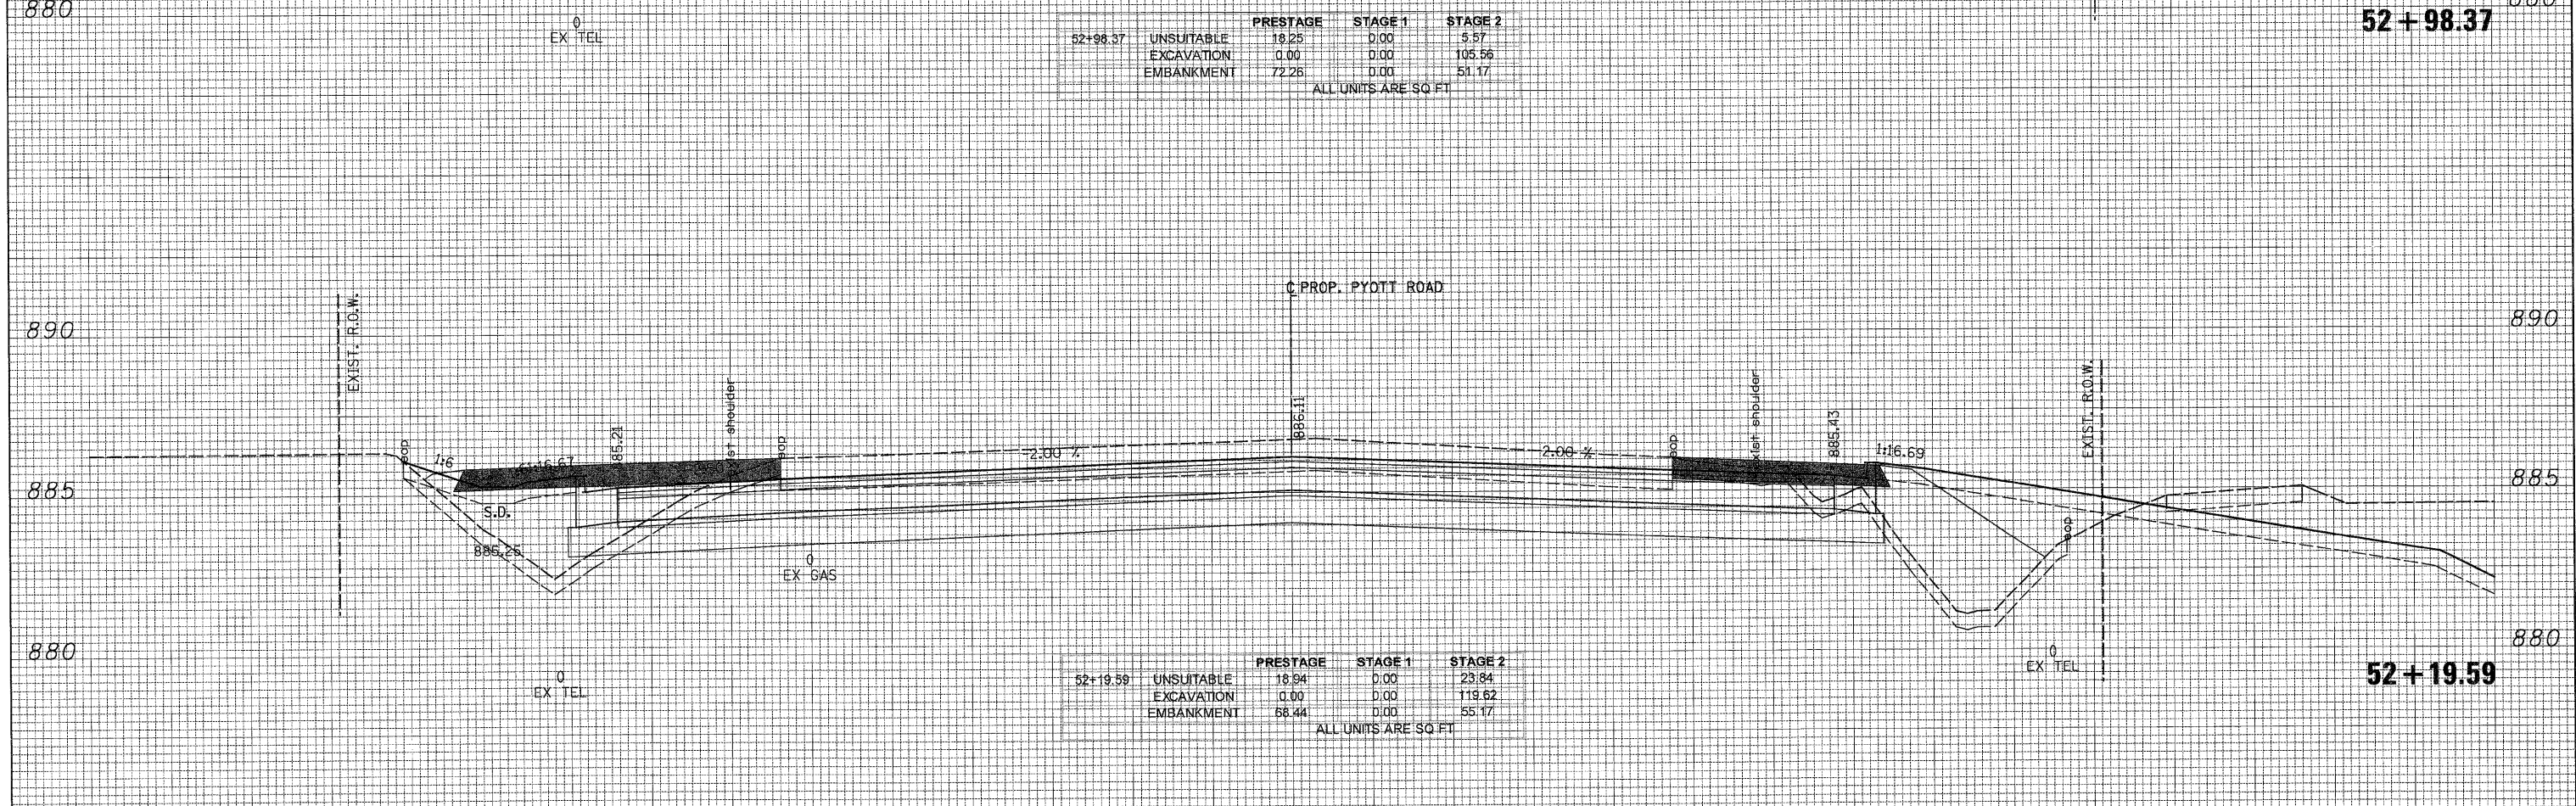 880
880
0
EX TEL
PRESTAGE STAGE 1 STAGE 2
52+98.37 UNSUITABLE 18.25 0.00 5.57
EXCAVATION 0.00 0.00 105.56
EMBANKMENT 72.26 0.00 51.17
ALL UNITS ARE SQ FT
52+98.37
℄ PROP. PYOTT ROAD
890
890
EXIST. R.O.W.
EXIST. R.O.W.
exist shoulder
exist shoulder
886.11
885.21
885.43
eop
1:6
eop
2.00 %
2.00 %
eop
1:16.69
885
885
S.D.
885.25
0
EX GAS
eop
880
880
0
EX TEL
0
EX TEL
PRESTAGE STAGE 1 STAGE 2
52+19.59 UNSUITABLE 18.94 0.00 23.84
EXCAVATION 0.00 0.00 119.62
EMBANKMENT 68.44 0.00 55.17
ALL UNITS ARE SQ FT
52+19.59